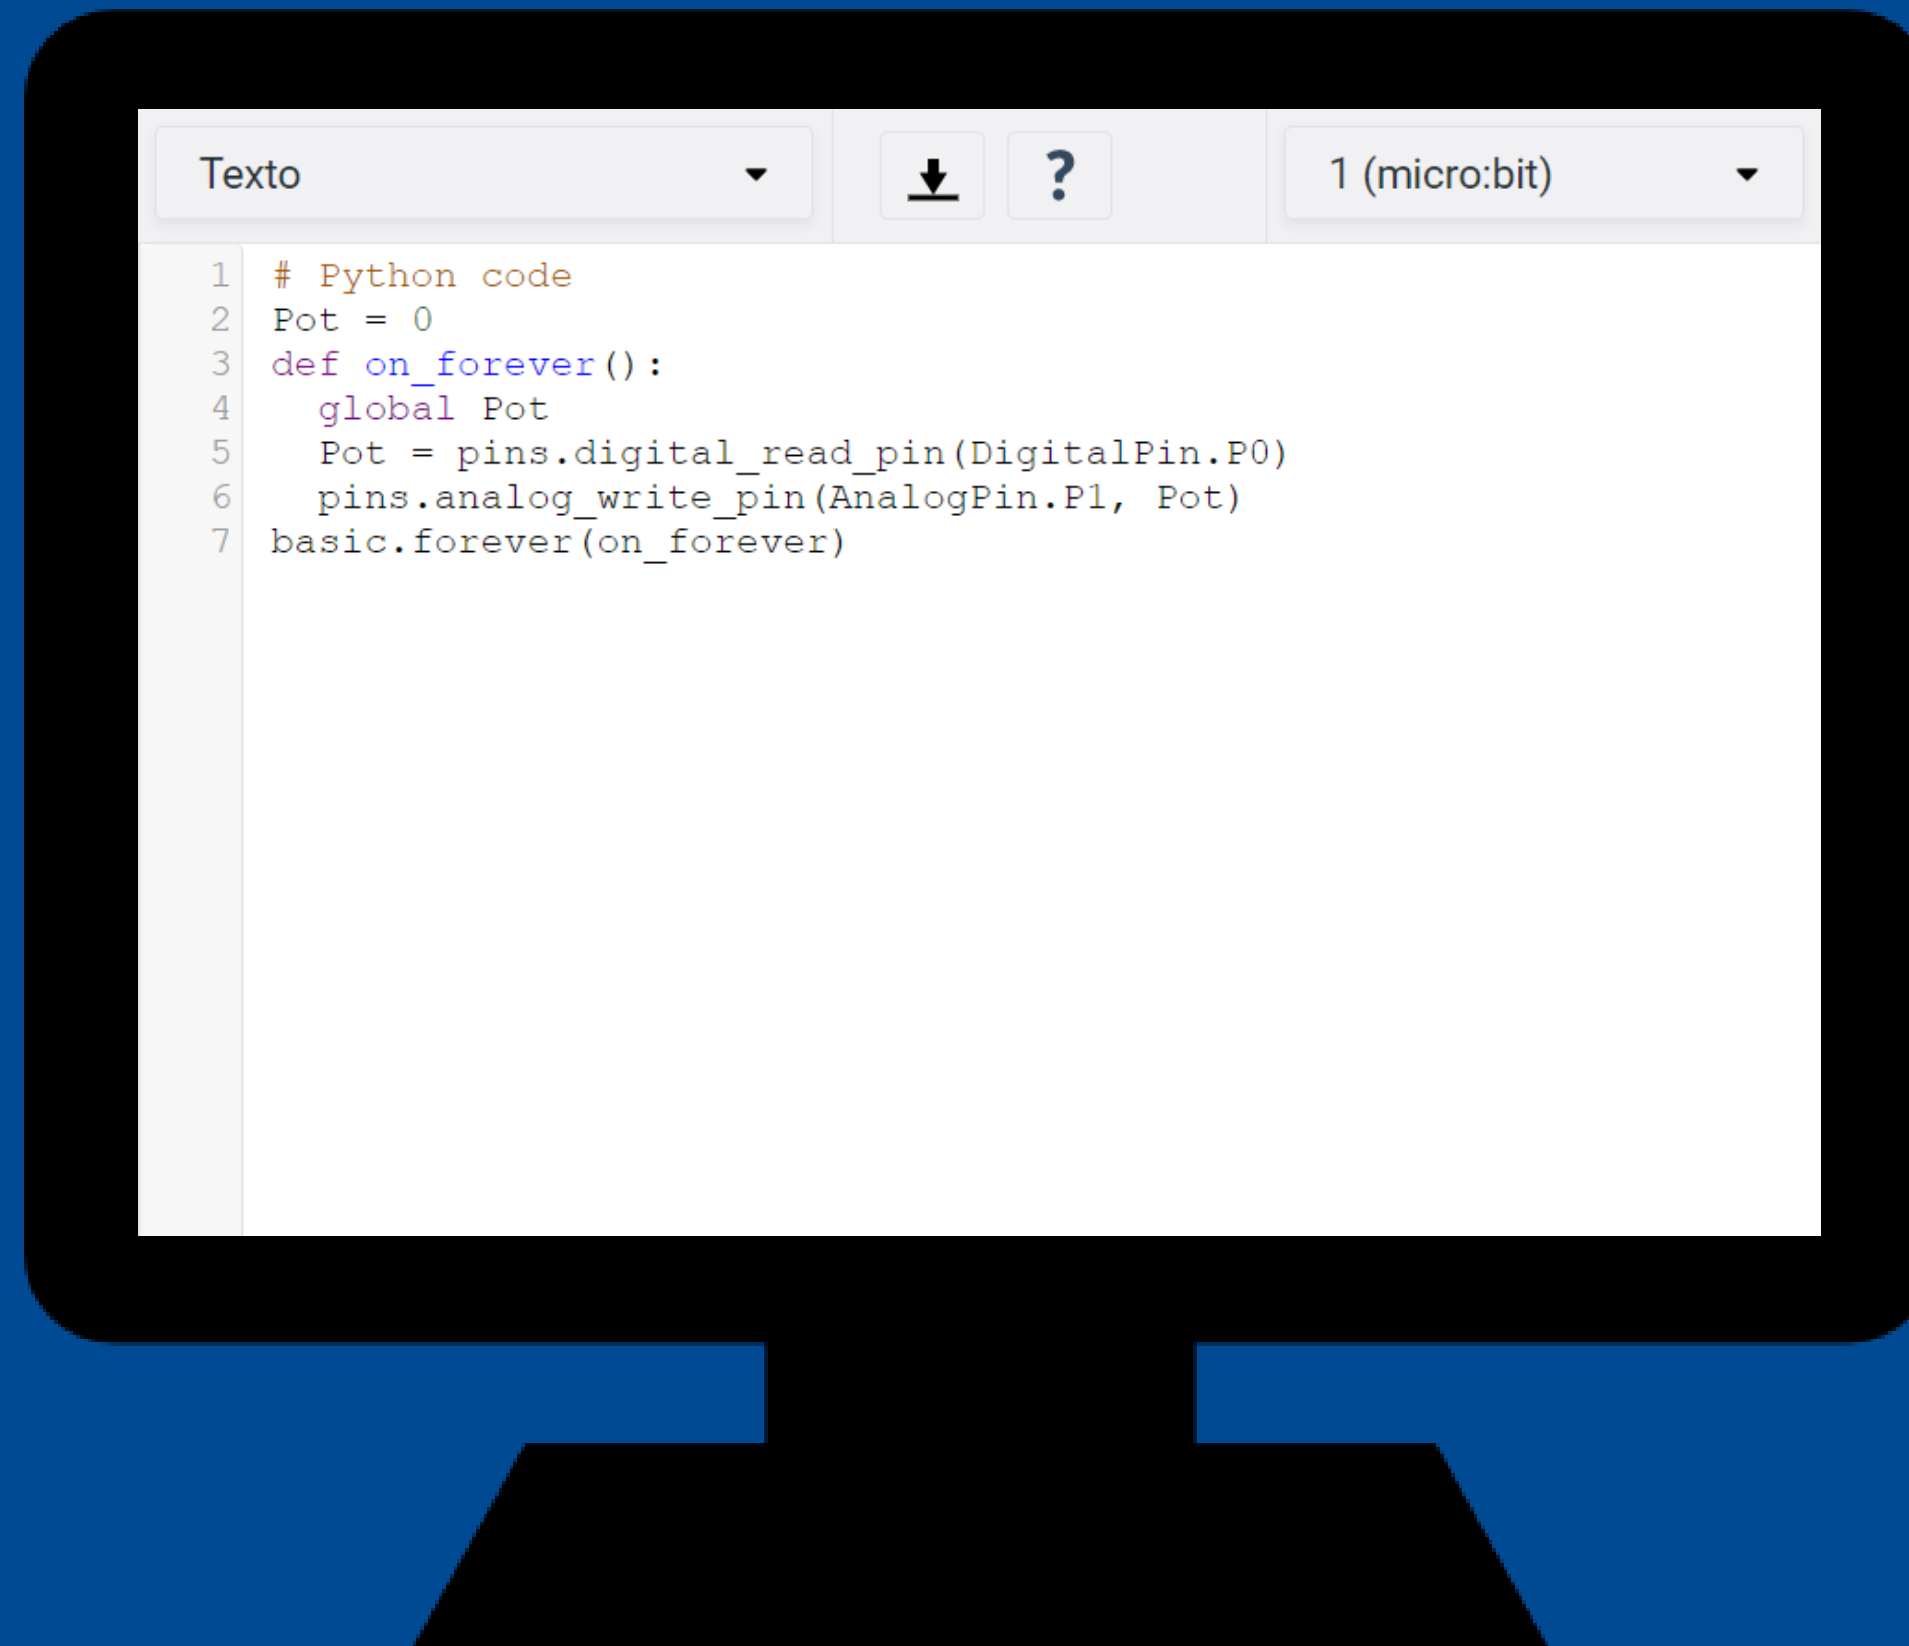 Texto
?
1 (micro:bit)
1 # Python code
2 Pot = 0
3 def on_forever():
4   global Pot
5   Pot = pins.digital_read_pin(DigitalPin.P0)
6   pins.analog_write_pin(AnalogPin.P1, Pot)
7 basic.forever(on_forever)